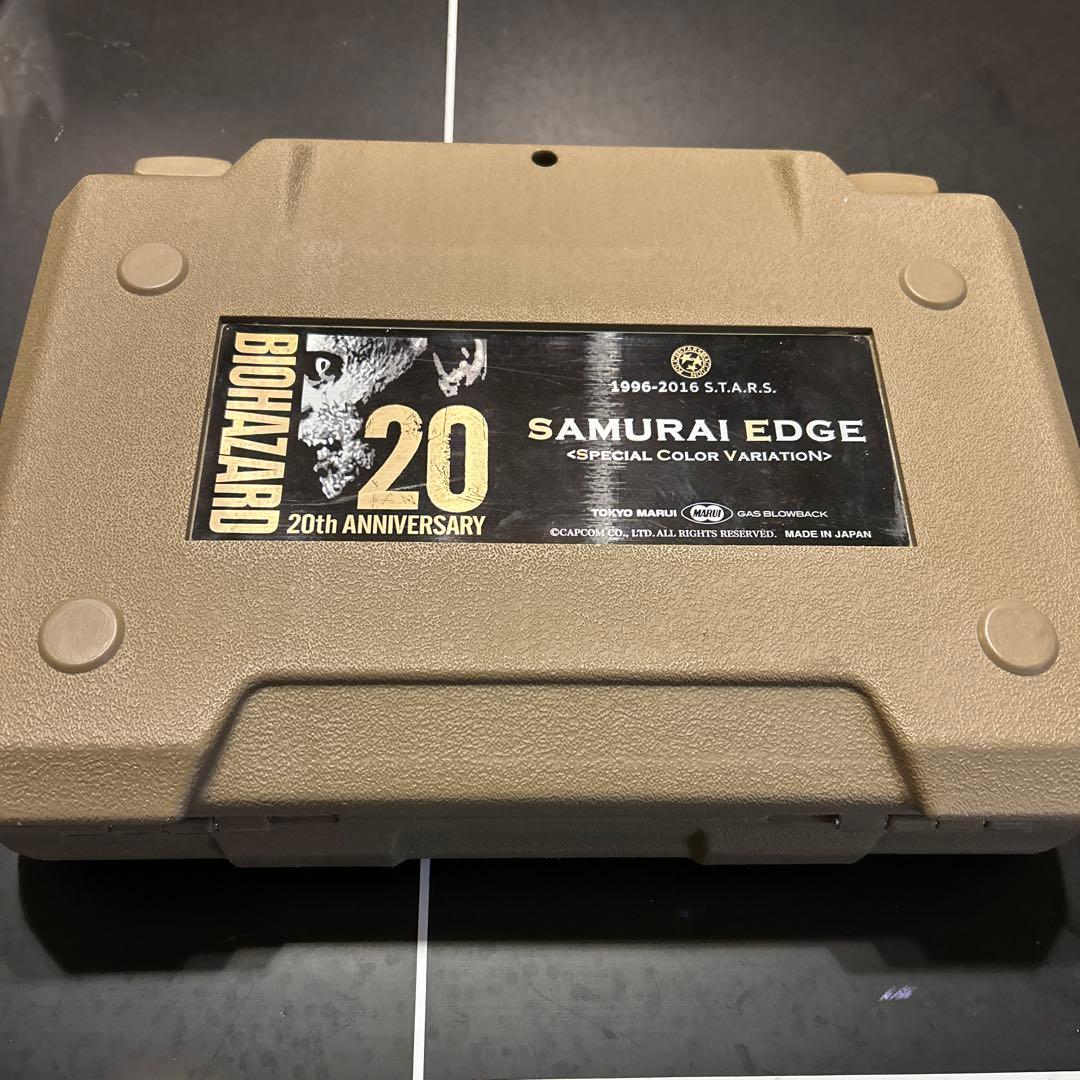 BIOHAZARD
20
20th ANNIVERSARY
1996-2016 S.T.A.R.S.
SAMURAI EDGE
<SPECIAL COLOR VARIATION>
TOKYO MARUI MARUI GAS BLOWBACK
©CAPCOM CO., LTD. ALL RIGHTS RESERVED. MADE IN JAPAN